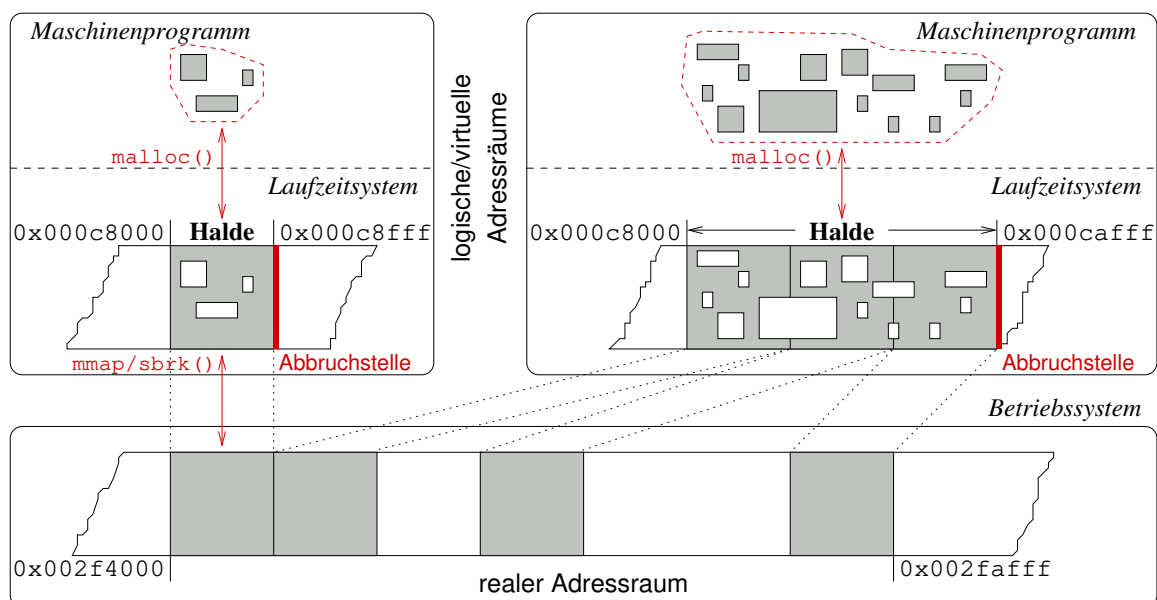 Maschinenprogramm
malloc()
Laufzeitsystem
0x000c8000
Halde
0x000c8fff
mmap/sbrk()
Abbruchstelle
logische/virtuelle
Adressräume
Maschinenprogramm
malloc()
Laufzeitsystem
0x000c8000
Halde
0x000cafff
Abbruchstelle
Betriebssystem
0x002f4000
realer Adressraum
0x002fafff